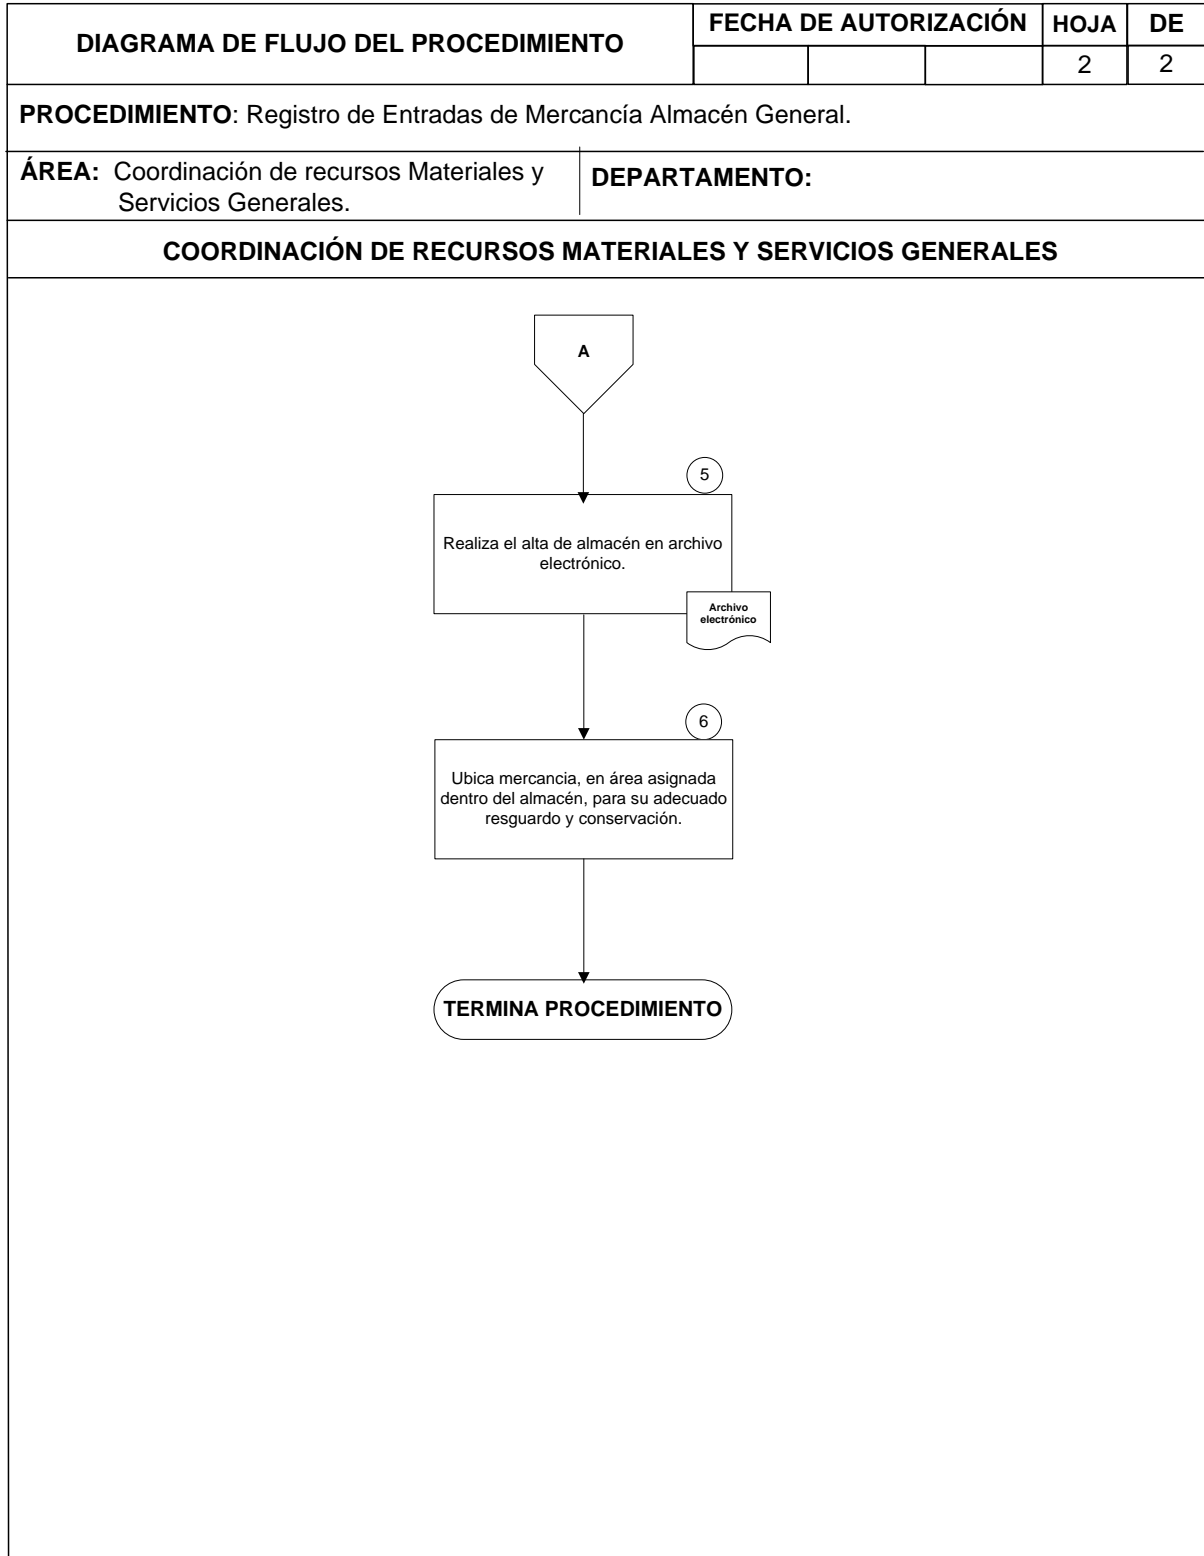 DIAGRAMA DE FLUJO DEL PROCEDIMIENTO
FECHA DE AUTORIZACIÓN
HOJA
DE
2
2
PROCEDIMIENTO: Registro de Entradas de Mercancía Almacén General.
ÁREA: Coordinación de recursos Materiales y
Servicios Generales.
DEPARTAMENTO:
COORDINACIÓN DE RECURSOS MATERIALES Y SERVICIOS GENERALES
A
5
Realiza el alta de almacén en archivo
electrónico.
Archivo
electrónico
6
Ubica mercancia, en área asignada
dentro del almacén, para su adecuado
resguardo y conservación.
TERMINA PROCEDIMIENTO